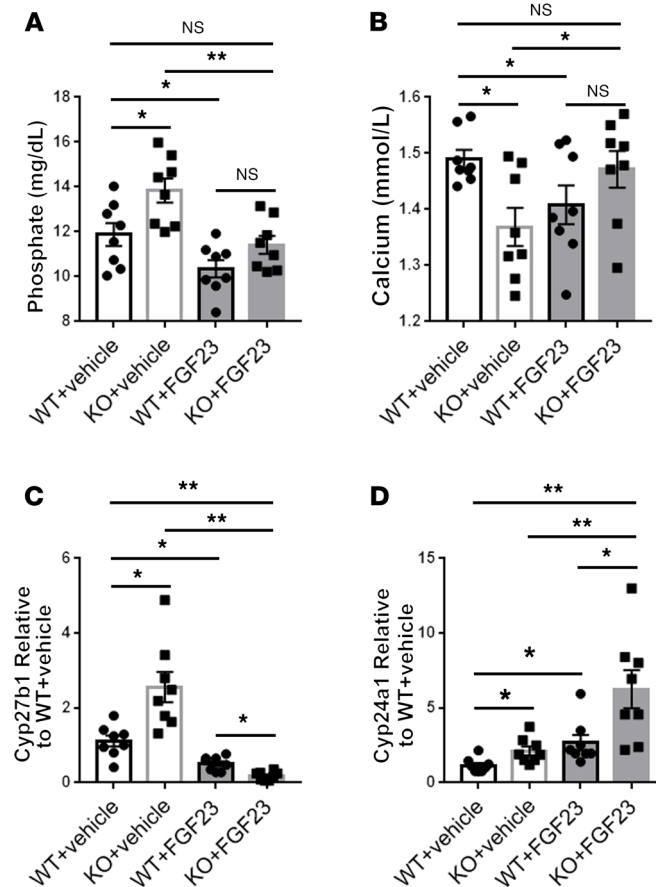 A
NS
**
*
*
NS
Phosphate (mg/dL)
18
16
14
12
10
8
WT+vehicle
KO+vehicle
WT+FGF23
KO+FGF23
B
NS
*
*
*
NS
Calcium (mmol/L)
1.6
1.5
1.4
1.3
1.2
WT+vehicle
KO+vehicle
WT+FGF23
KO+FGF23
C
**
**
*
*
*
Cyp27b1 Relative
to WT+vehicle
6
4
2
0
WT+vehicle
KO+vehicle
WT+FGF23
KO+FGF23
D
**
**
*
*
*
Cyp24a1 Relative
to WT+vehicle
15
10
5
0
WT+vehicle
KO+vehicle
WT+FGF23
KO+FGF23